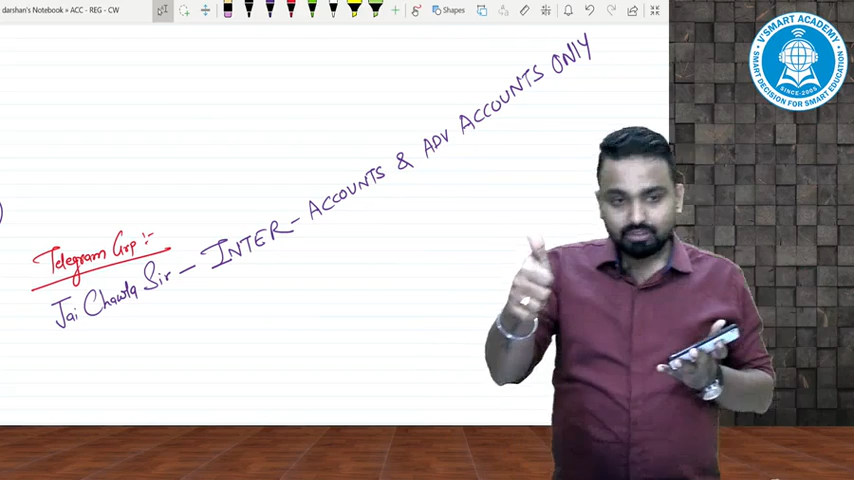 darshan's Notebook » ACC - REG - CW
Shapes
V'SMART ACADEMY
SINCE-2005
SMART DECISION FOR SMART EDUCATION
Telegram Grp :-
Jai Chawla Sir - INTER - ACCOUNTS & ADV ACCOUNTS ONLY